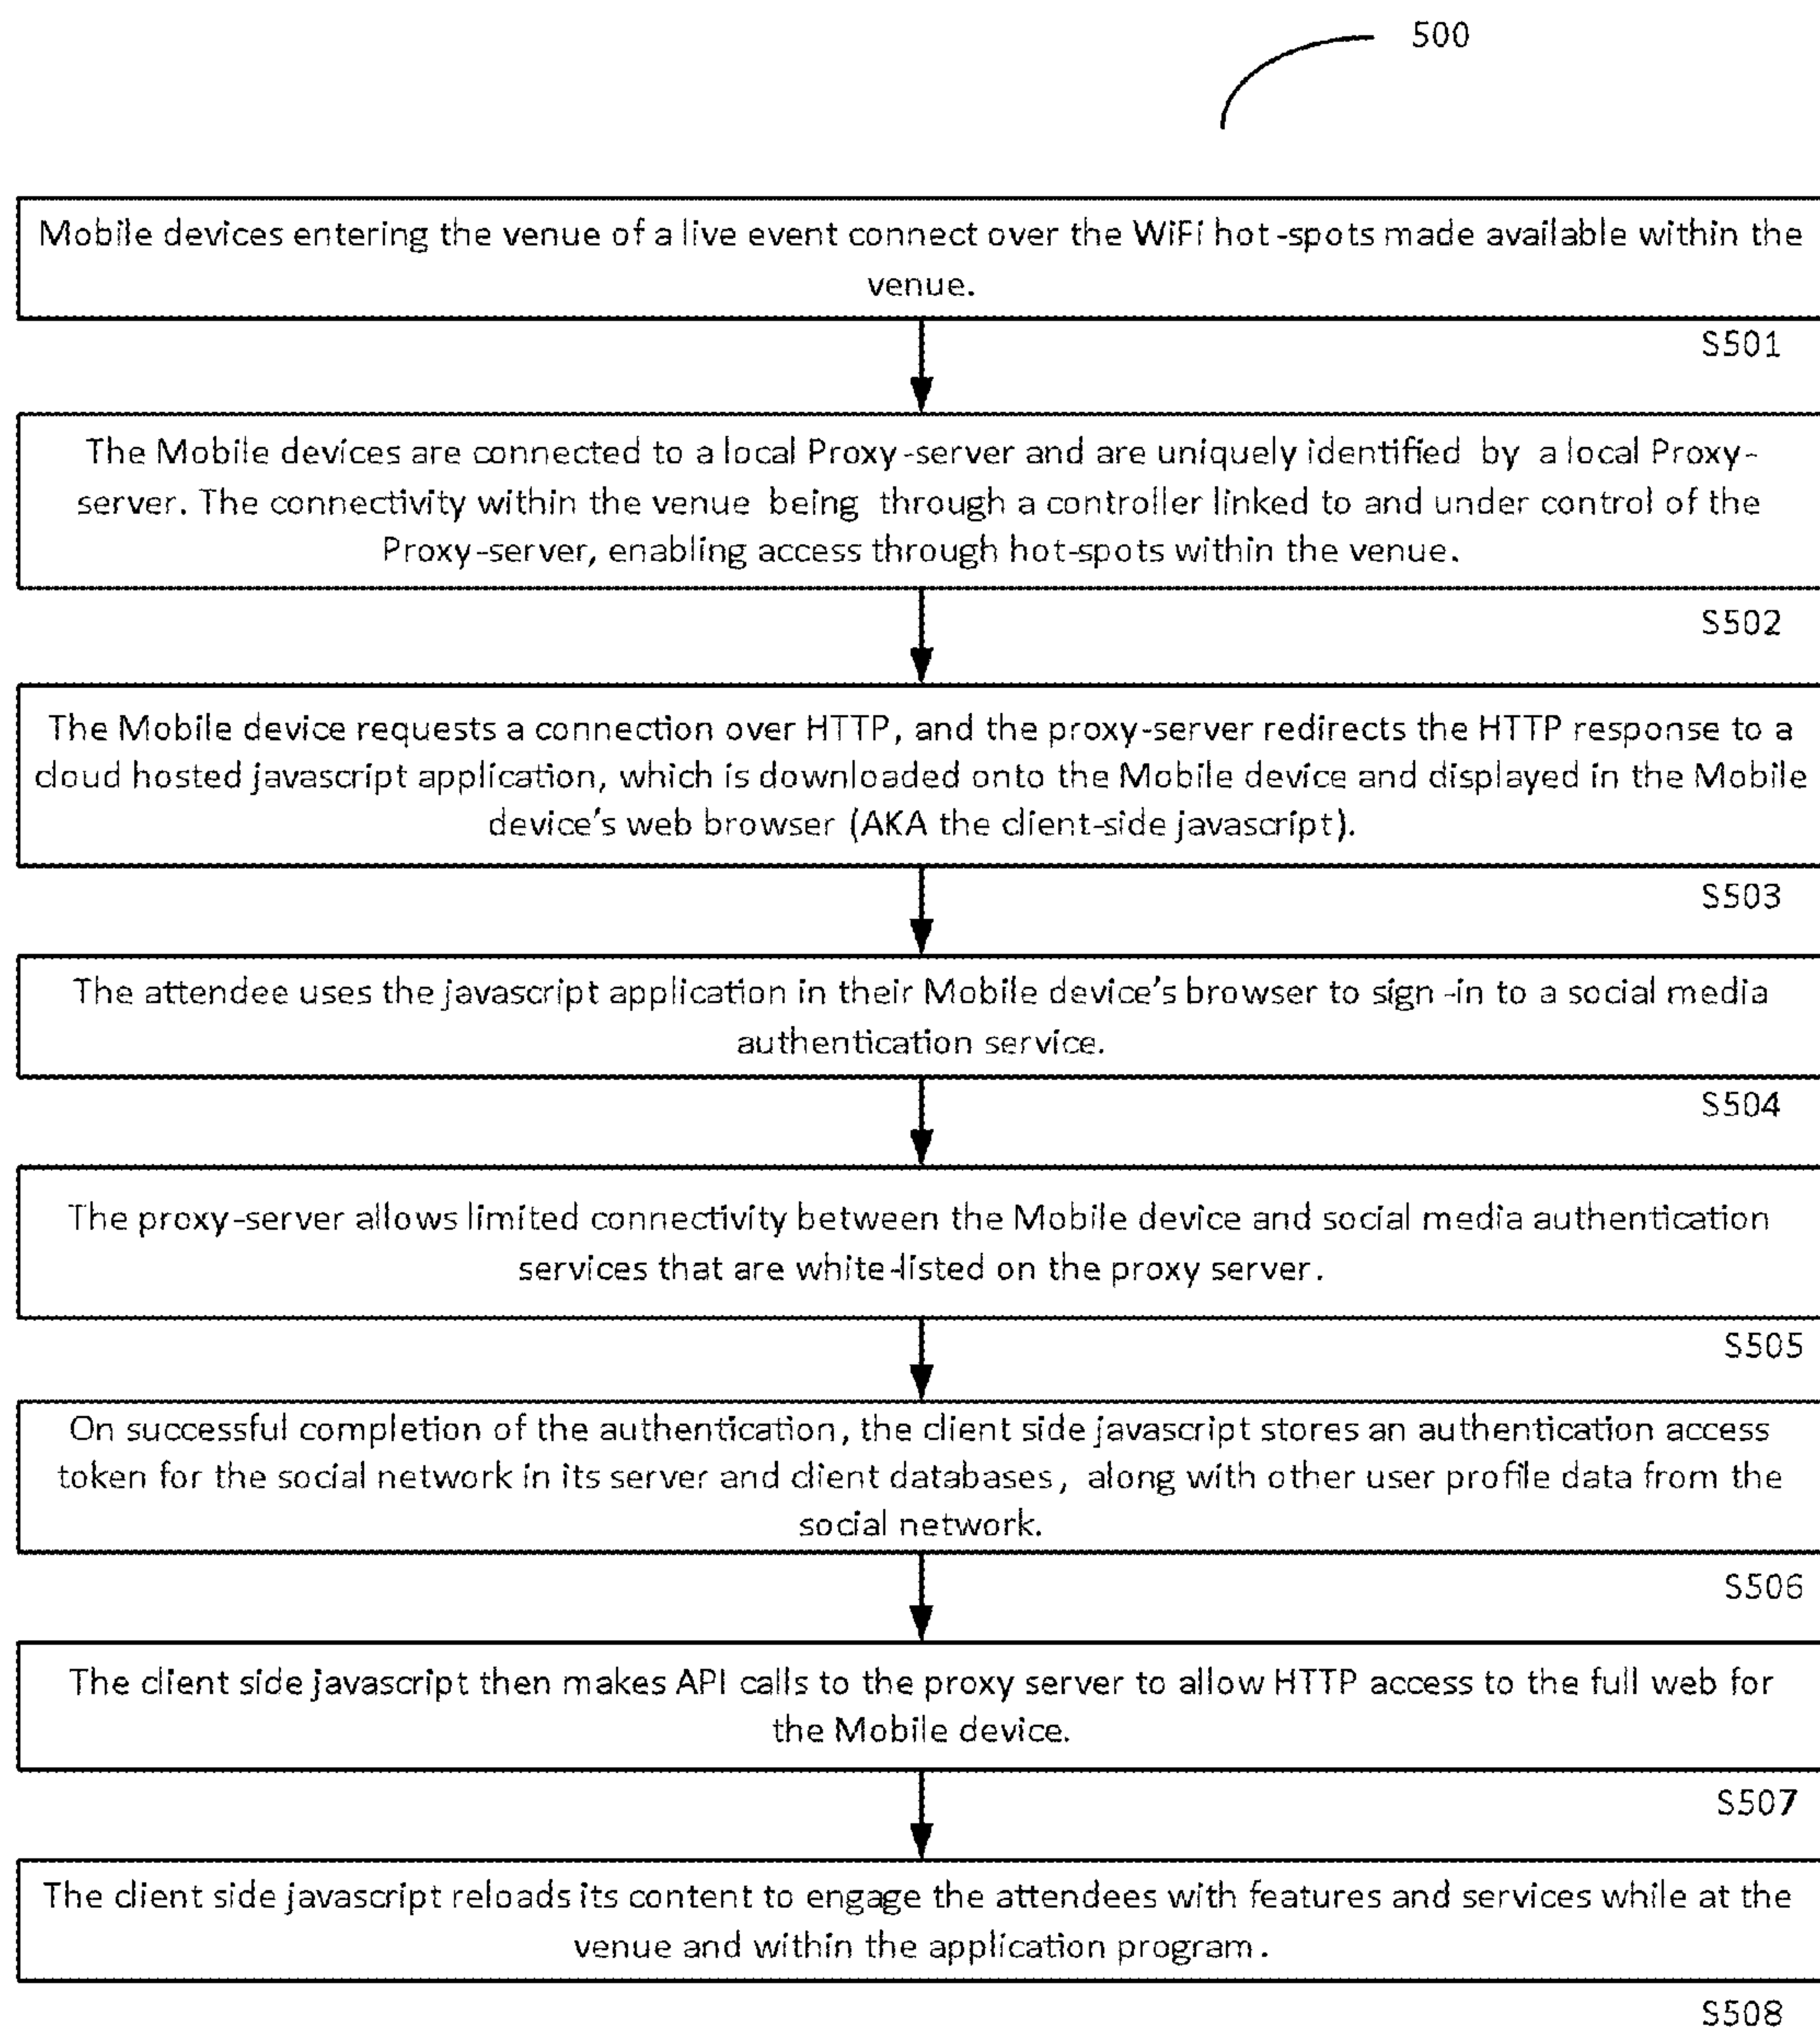 500
Mobile devices entering the venue of a live event connect over the WiFi hot-spots made available within the
venue.
S501
The Mobile devices are connected to a local Proxy-server and are uniquely identified by a local Proxy-
server. The connectivity within the venue being through a controller linked to and under control of the
Proxy-server, enabling access through hot-spots within the venue.
S502
The Mobile device requests a connection over HTTP, and the proxy-server redirects the HTTP response to a
cloud hosted javascript application, which is downloaded onto the Mobile device and displayed in the Mobile
device's web browser (AKA the client-side javascript).
S503
The attendee uses the javascript application in their Mobile device's browser to sign-in to a social media
authentication service.
S504
The proxy-server allows limited connectivity between the Mobile device and social media authentication
services that are white-listed on the proxy server.
S505
On successful completion of the authentication, the client side javascript stores an authentication access
token for the social network in its server and client databases, along with other user profile data from the
social network.
S506
The client side javascript then makes API calls to the proxy server to allow HTTP access to the full web for
the Mobile device.
S507
The client side javascript reloads its content to engage the attendees with features and services while at the
venue and within the application program.
S508